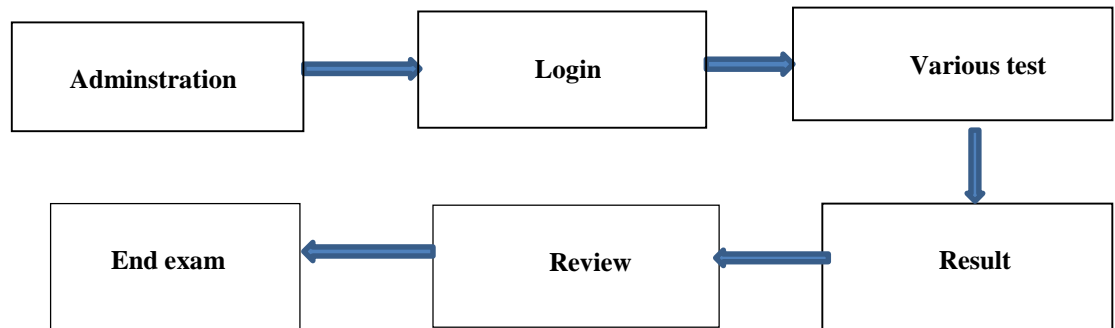 Adminstration
Login
Various test
Result
Review
End exam